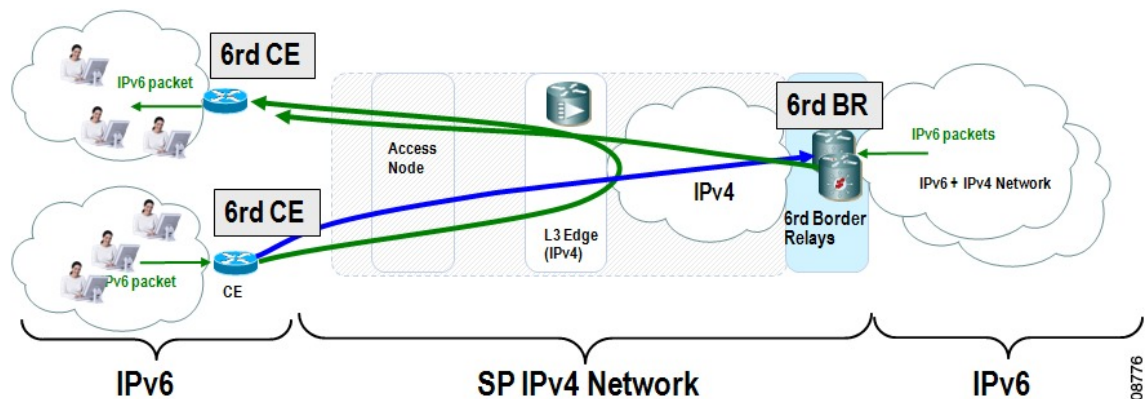 6rd CE
IPv6 packet
6rd BR
IPv6 packets
Access
Node
IPv4
IPv6 + IPv4 Network
6rd CE
6rd Border
Relays
L3 Edge
(IPv4)
Pv6 packet
CE
IPv6
SP IPv4 Network
IPv6
08776